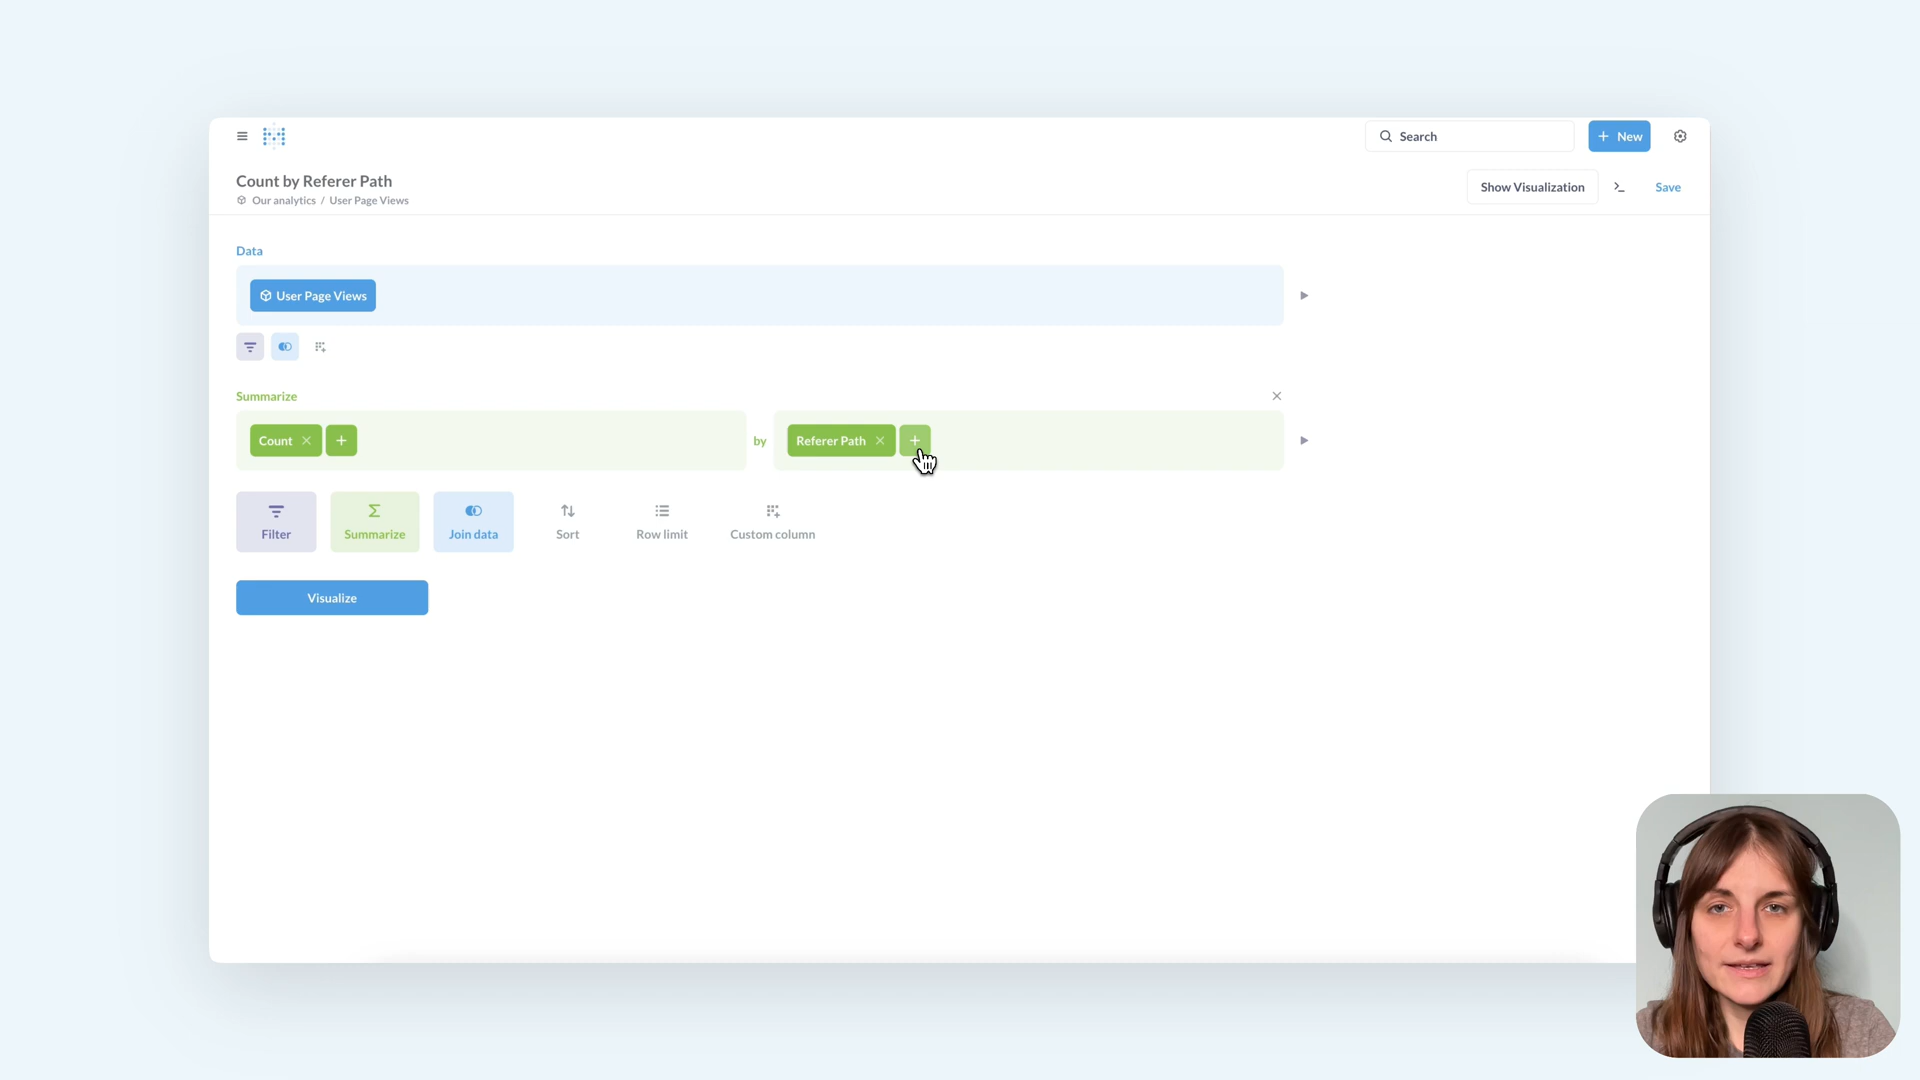 Search
New
Count by Referer Path
Show Visualization
Save
Our analytics / User Page Views
Data
User Page Views
Summarize
Count
by
Referer Path
Filter
Summarize
Join data
Sort
Row limit
Custom column
Visualize